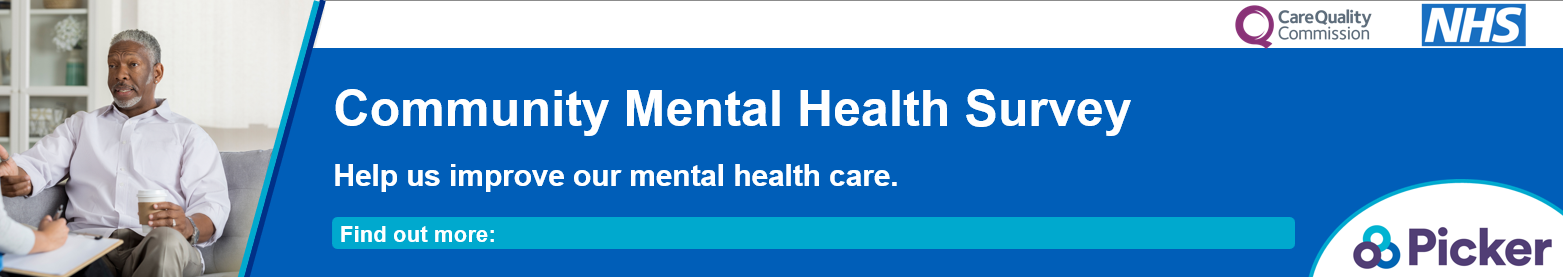 CareQuality
Commission
NHS
Community Mental Health Survey
Help us improve our mental health care.
Find out more:
Picker